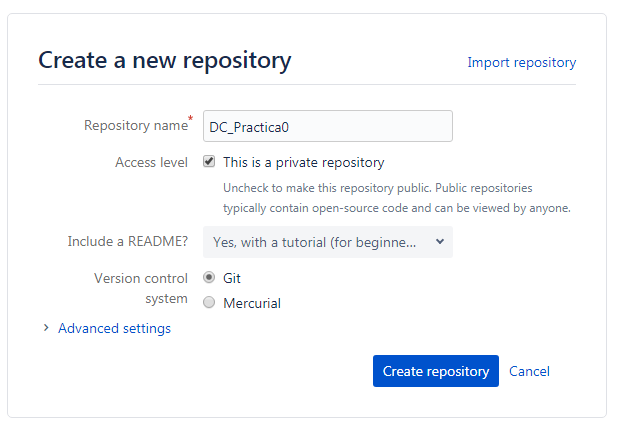 Create a new repository
Import repository
Repository name*
DC_Practica0
Access level
This is a private repository
Uncheck to make this repository public. Public repositories
typically contain open-source code and can be viewed by anyone.
Include a README?
Yes, with a tutorial (for beginne...
Version control
system
Git
Mercurial
Advanced settings
Create repository
Cancel